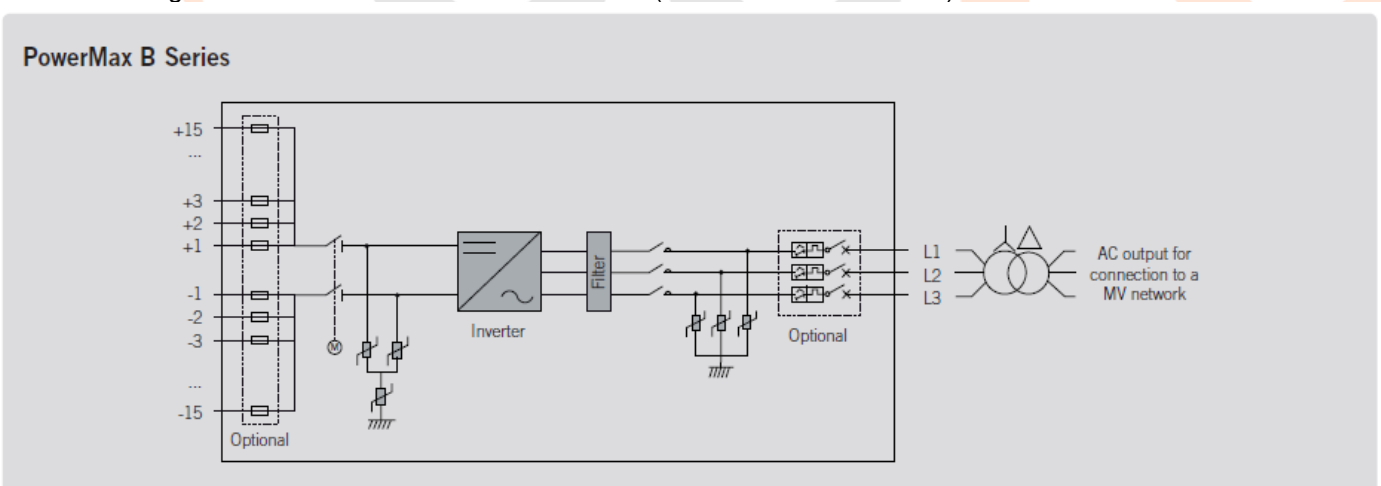 PowerMax B Series
+15
...
+3
+2
+1
-1
-2
-3
...
-15
Optional
M
Inverter
Filter
Optional
L1
L2
L3
AC output for
connection to a
MV network